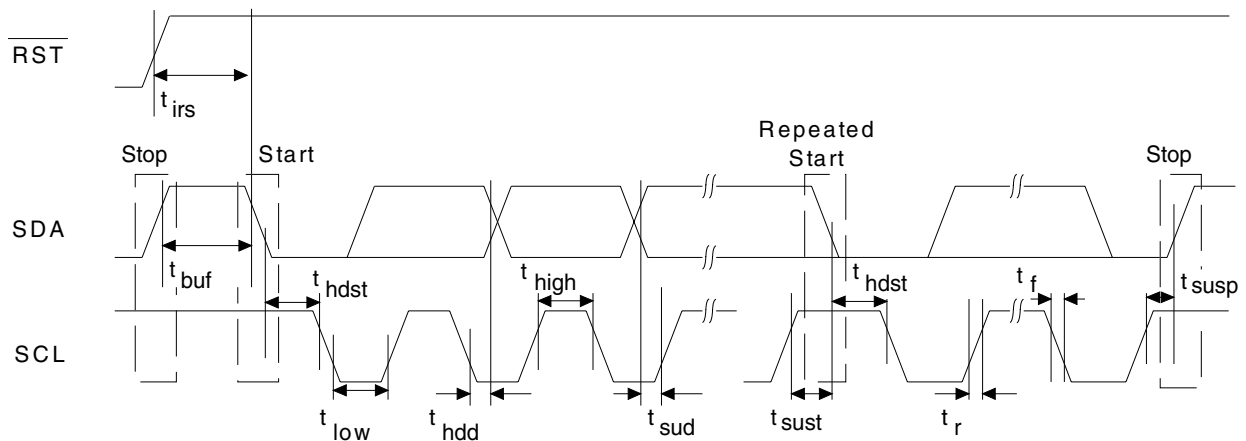 RST
t irs
Repeated
Stop Start Start Stop
SDA
t buf t hdst t high t hdst t f t susp
SCL
t low t hdd t sud t sust t r